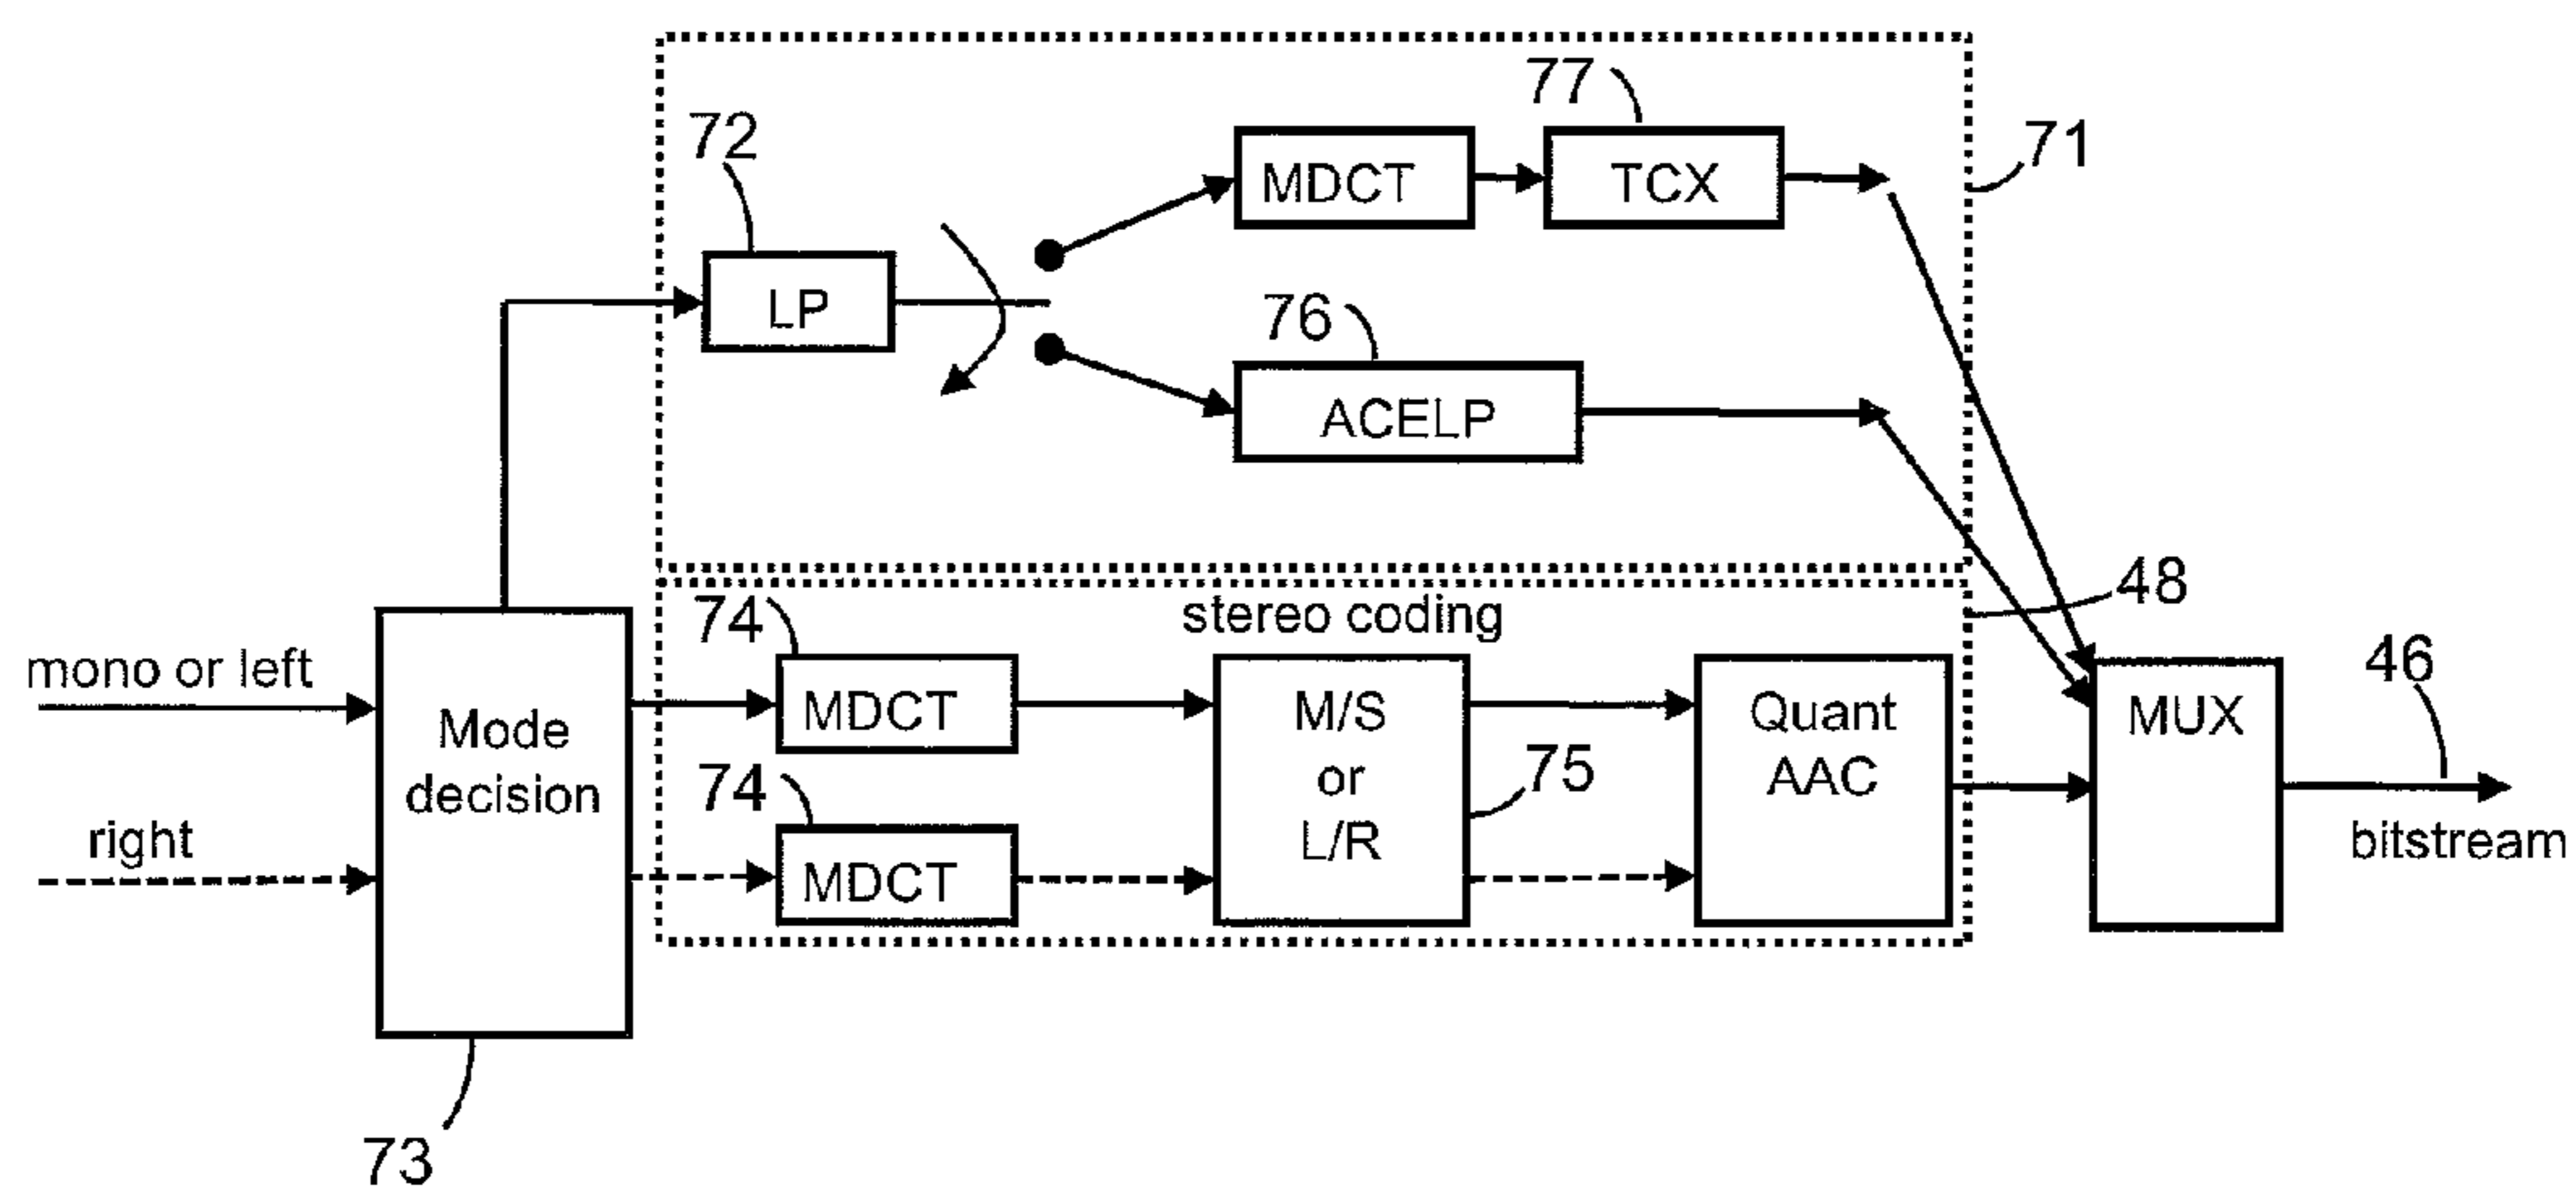 77
72
71
MDCT
TCX
LP
76
ACELP
48
74
stereo coding
mono or left
46
MDCT
M/S
or
L/R
Quant
AAC
MUX
Mode
decision
75
74
right
bitstream
MDCT
73